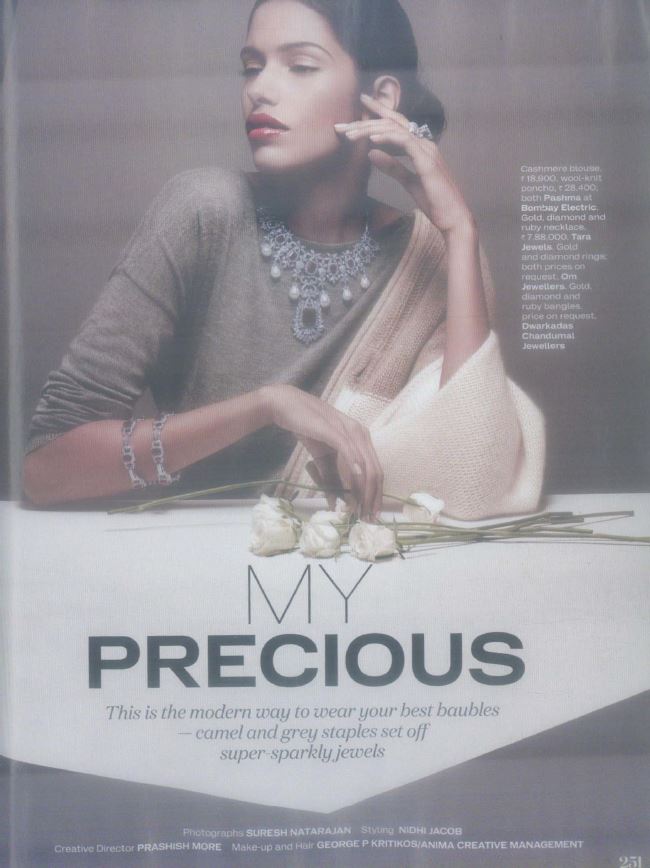 Cashmere blouse,
₹ 18,900, wool-knit
poncho, ₹ 28,400,
both Pashma at
Bombay Electric.
Gold, diamond and
ruby necklace,
₹ 7,88,000, Tara
Jewels. Gold
and diamond rings;
both prices on
request, Om
Jewellers. Gold,
diamond and
ruby bangles,
price on request,
Dwarkadas
Chandumal
Jewellers
MY
PRECIOUS
This is the modern way to wear your best baubles
— camel and grey staples set off
super-sparkly jewels
Photographs SURESH NATARAJAN Styling NIDHI JACOB
Creative Director PRASHISH MORE Make-up and Hair GEORGE P KRITIKOS/ANIMA CREATIVE MANAGEMENT
251